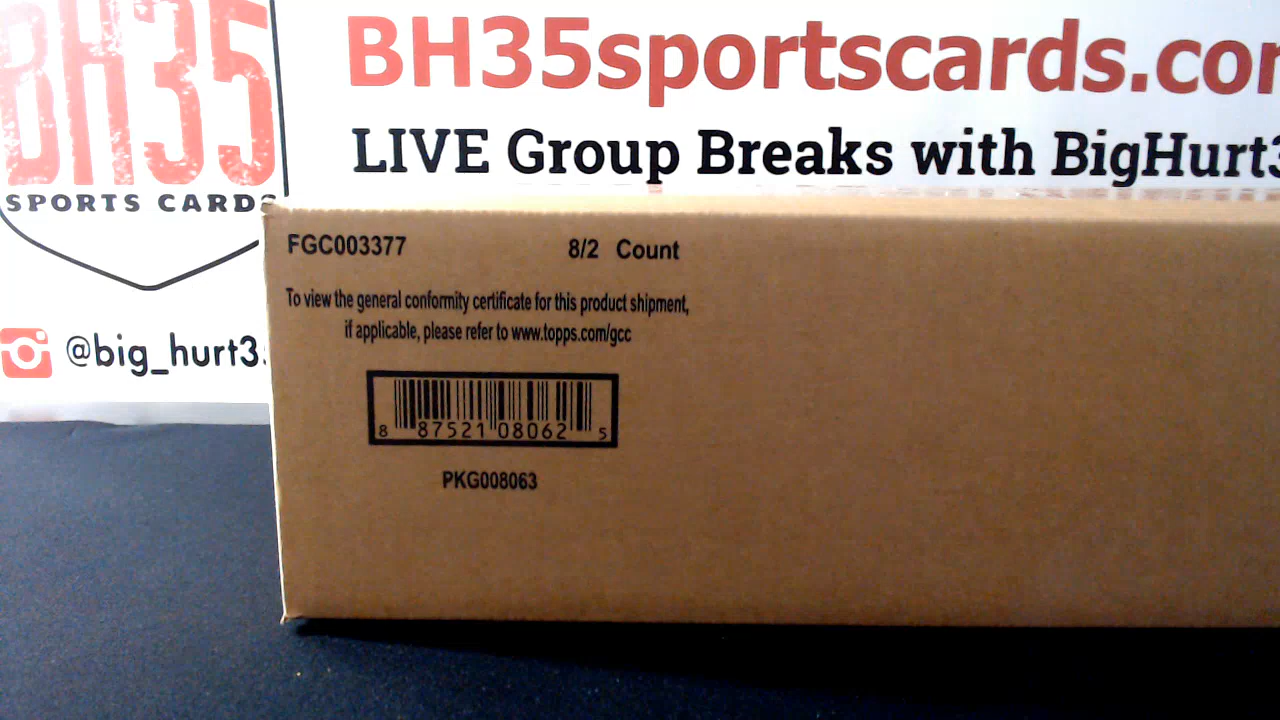 BH35
SPORTS CARDS
@big_hurt3
BH35sportscards.com
LIVE Group Breaks with BigHurt3
FGC003377 8/2 Count
To view the general conformity certificate for this product shipment,
if applicable, please refer to www.topps.com/gcc
8 87521 08062 5
PKG008063